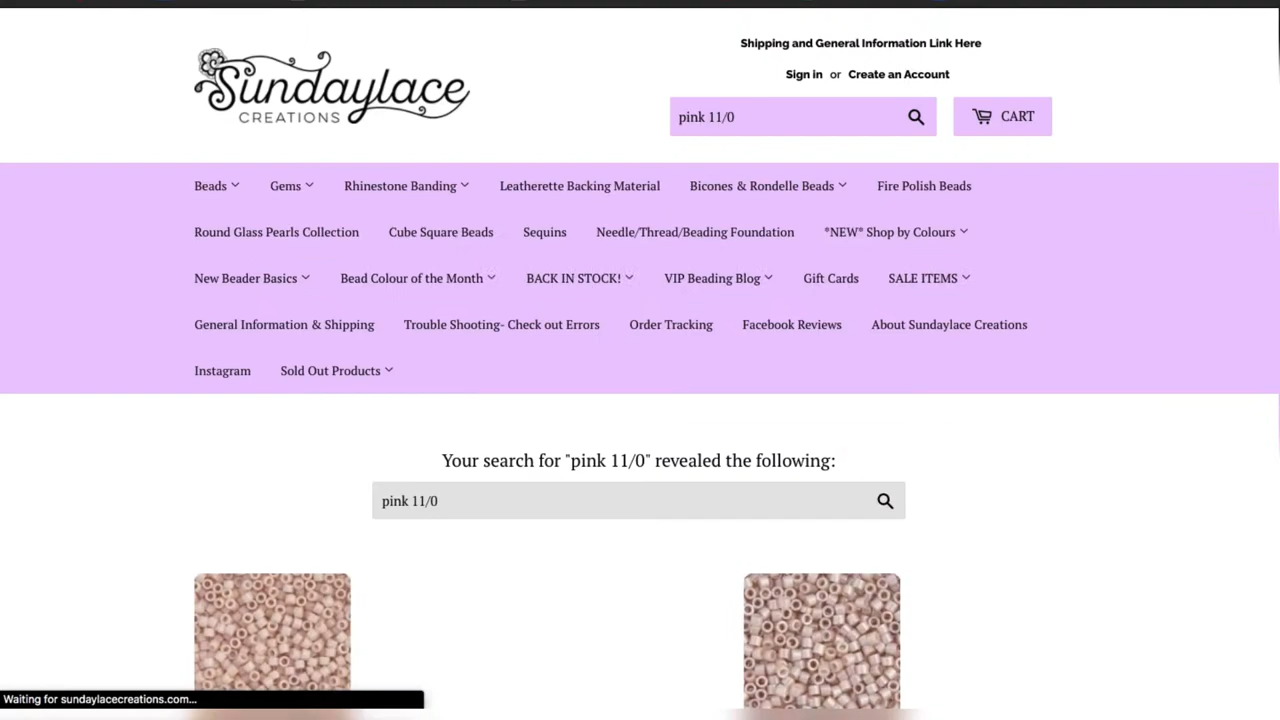 Shipping and General Information Link Here
Sundaylace
CREATIONS
Sign in or Create an Account
pink 11/0
CART
Beads Gems Rhinestone Banding Leatherette Backing Material Bicones & Rondelle Beads Fire Polish Beads
Round Glass Pearls Collection Cube Square Beads Sequins Needle/Thread/Beading Foundation *NEW* Shop by Colours
New Beader Basics Bead Colour of the Month BACK IN STOCK! VIP Beading Blog Gift Cards SALE ITEMS
General Information & Shipping Trouble Shooting- Check out Errors Order Tracking Facebook Reviews About Sundaylace Creations
Instagram Sold Out Products
Your search for "pink 11/0" revealed the following:
pink 11/0
Waiting for sundaylacecreations.com...